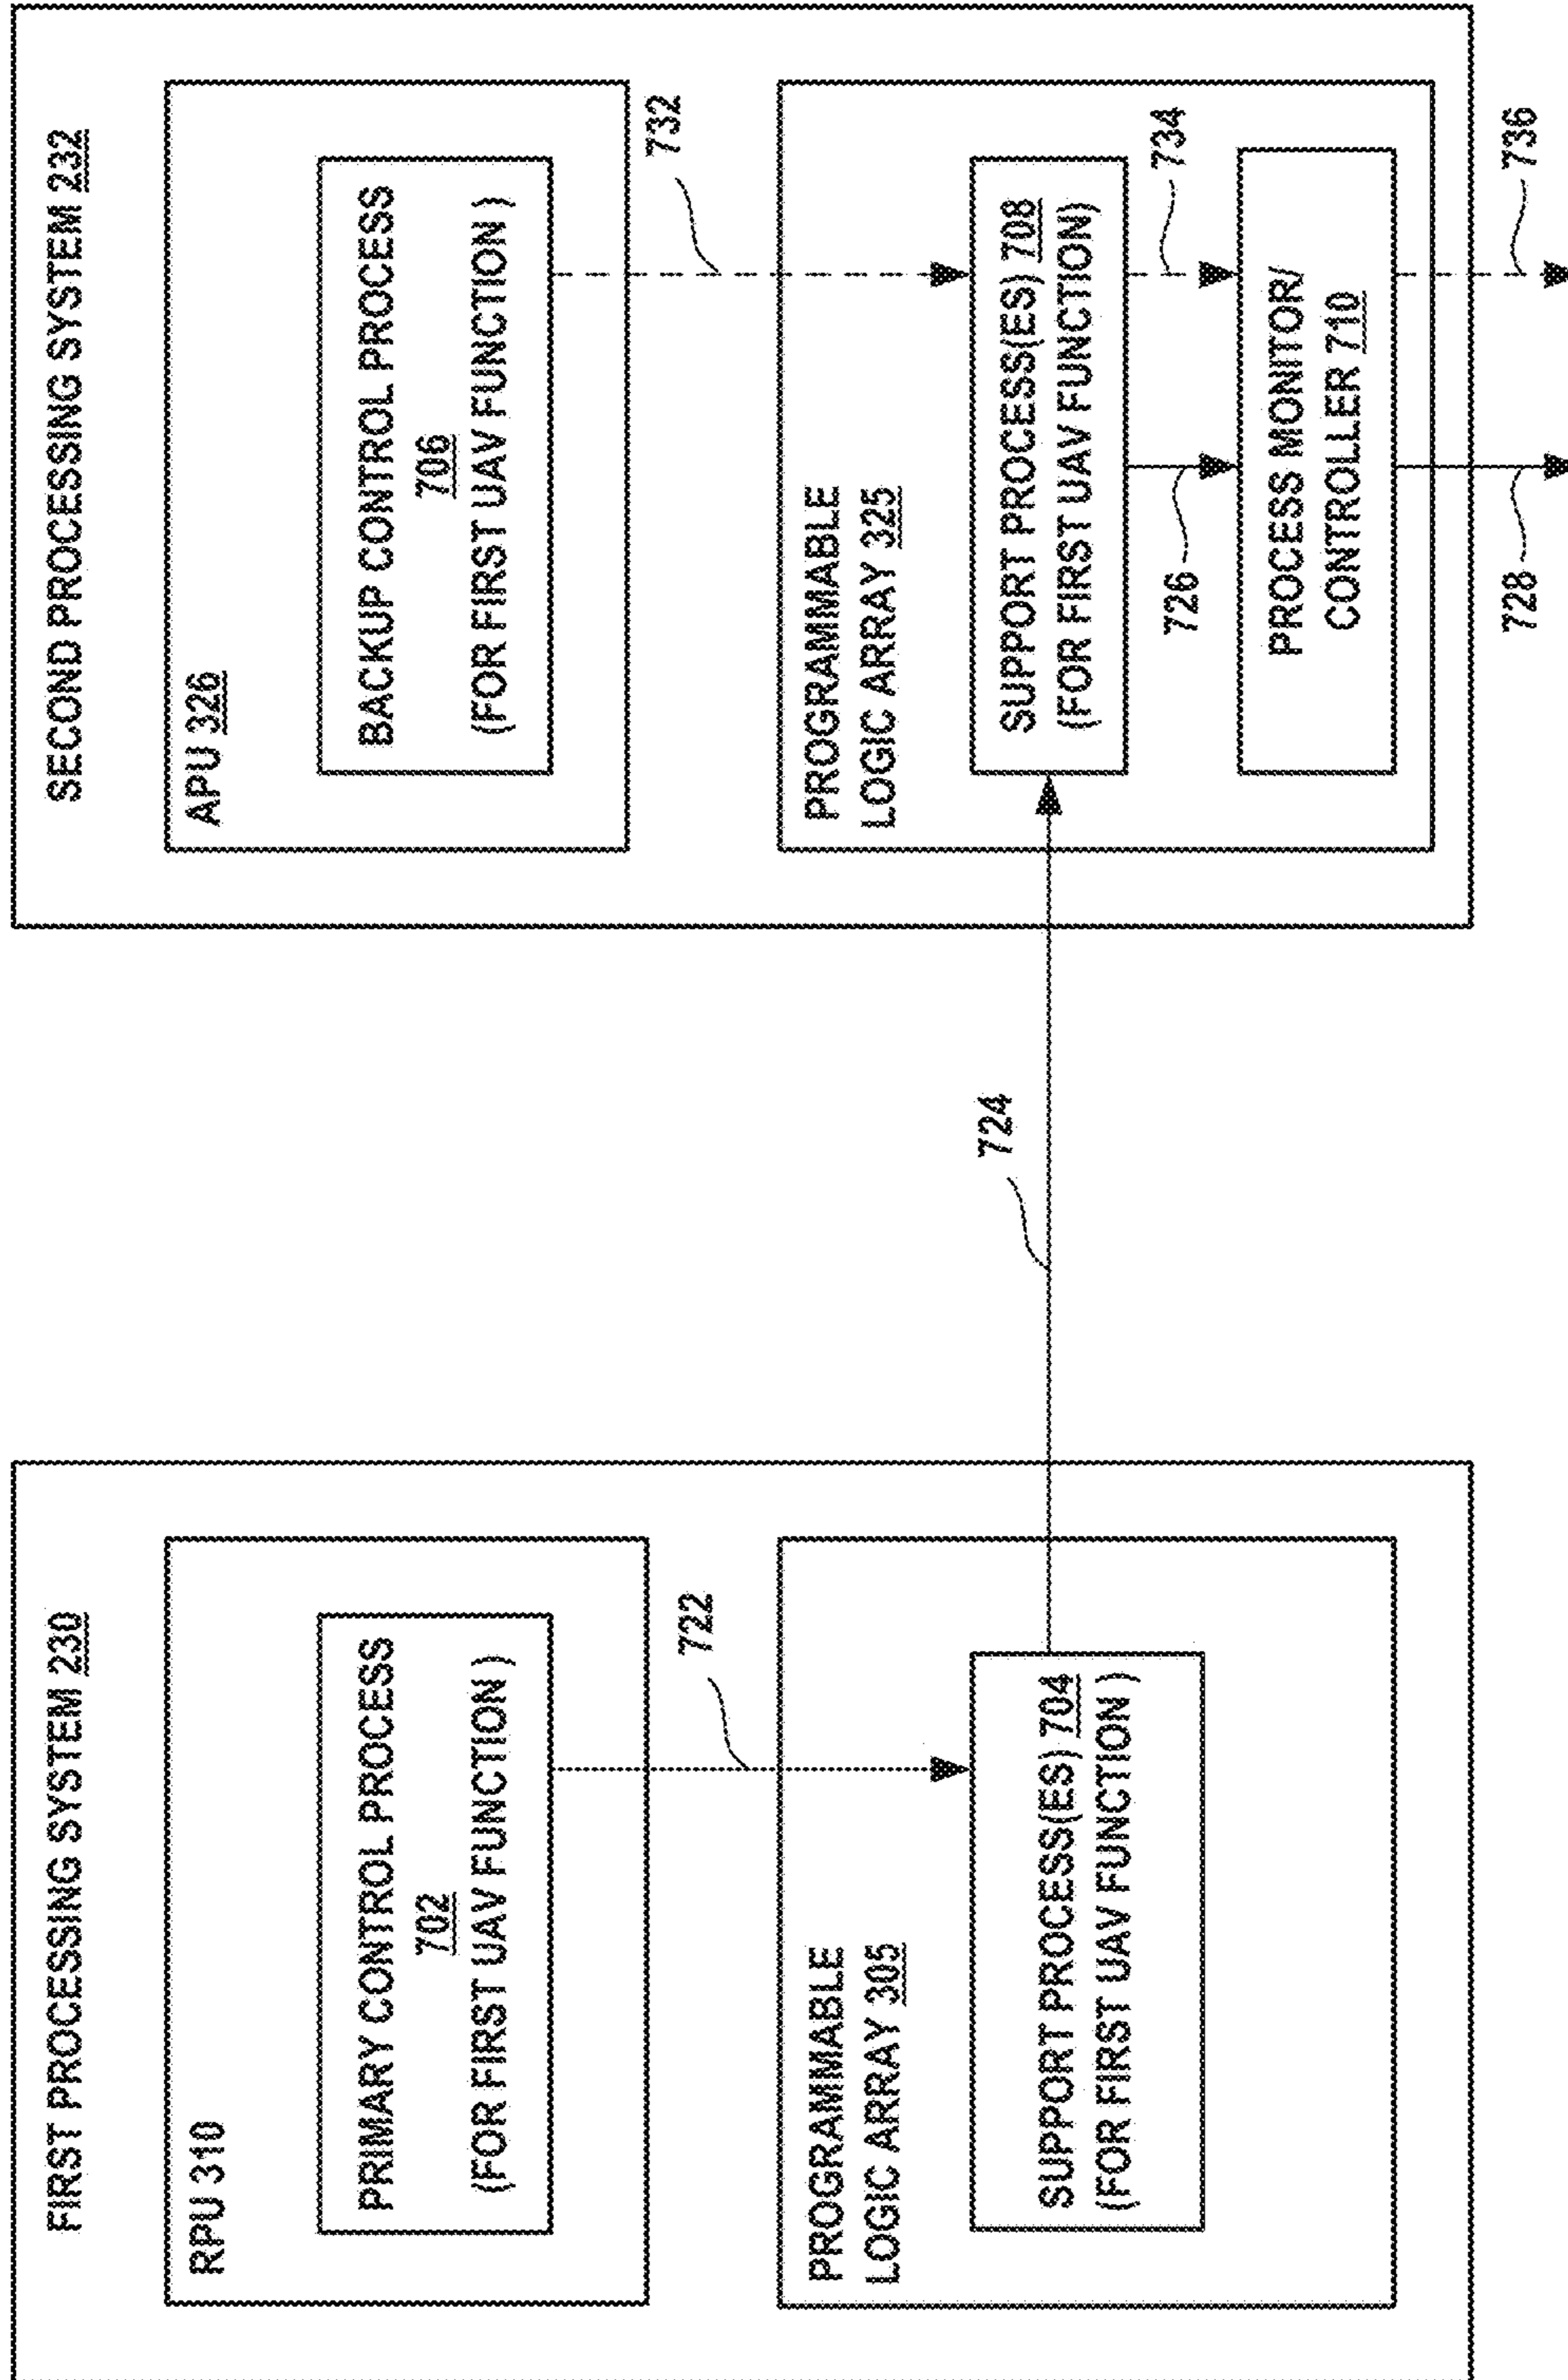 FIRST PROCESSING SYSTEM 230
RPU 310
PRIMARY CONTROL PROCESS
702
(FOR FIRST UAV FUNCTION )
722
PROGRAMMABLE
LOGIC ARRAY 305
SUPPORT PROCESS(ES) 704
(FOR FIRST UAV FUNCTION )
724
SECOND PROCESSING SYSTEM 232
APU 326
BACKUP CONTROL PROCESS
706
(FOR FIRST UAV FUNCTION )
732
PROGRAMMABLE
LOGIC ARRAY 325
SUPPORT PROCESS(ES) 708
(FOR FIRST UAV FUNCTION)
726
734
PROCESS MONITOR/
CONTROLLER 710
728
736